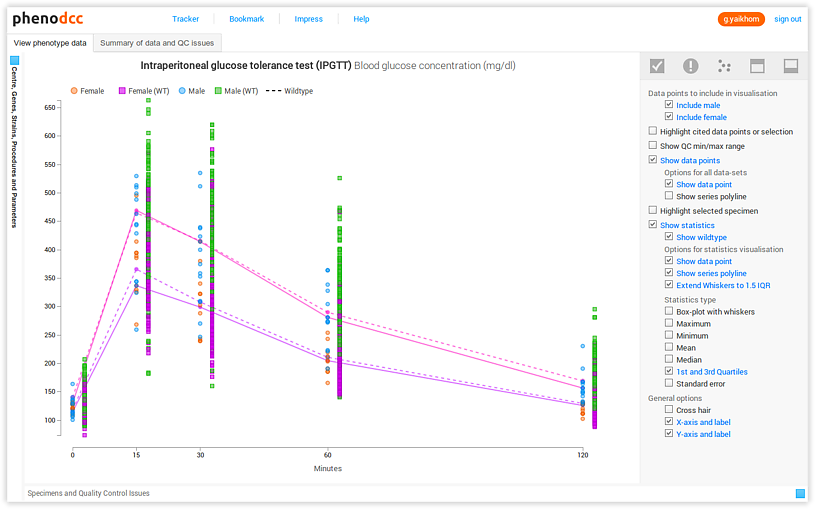 phenodcc
Tracker
Bookmark
Impress
Help
g.yaikhom
sign out
View phenotype data
Summary of data and QC issues
Centre, Genes, Strains, Procedures and Parameters
Intraperitoneal glucose tolerance test (IPGTT) Blood glucose concentration (mg/dl)
Female
Female (WT)
Male
Male (WT)
Wildtype
650
600
550
500
450
400
350
300
250
200
150
100
0
15
30
60
120
Minutes
Data points to include in visualisation
Include male
Include female
Highlight cited data points or selection
Show QC min/max range
Show data points
Options for all data-sets
Show data point
Show series polyline
Highlight selected specimen
Show statistics
Show wildtype
Options for statistics visualisation
Show data point
Show series polyline
Extend Whiskers to 1.5 IQR
Statistics type
Box-plot with whiskers
Maximum
Minimum
Mean
Median
1st and 3rd Quartiles
Standard error
General options
Cross hair
X-axis and label
Y-axis and label
Specimens and Quality Control Issues